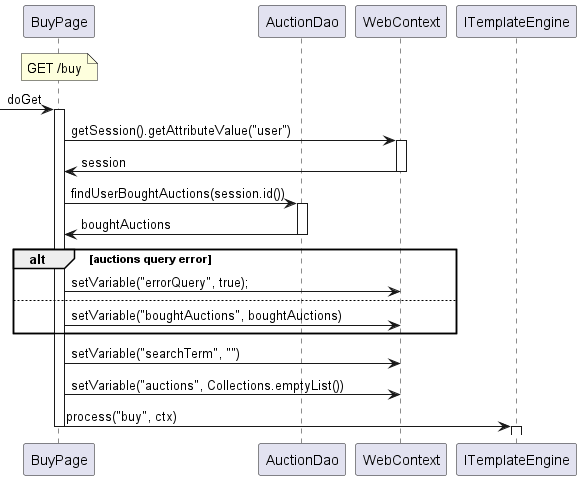 BuyPage AuctionDao WebContext ITemplateEngine
GET /buy
doGet
getSession().getAttributeValue("user")
session
findUserBoughtAuctions(session.id())
boughtAuctions
alt [auctions query error]
setVariable("errorQuery", true);
setVariable("boughtAuctions", boughtAuctions)
setVariable("searchTerm", "")
setVariable("auctions", Collections.emptyList())
process("buy", ctx)
BuyPage AuctionDao WebContext ITemplateEngine